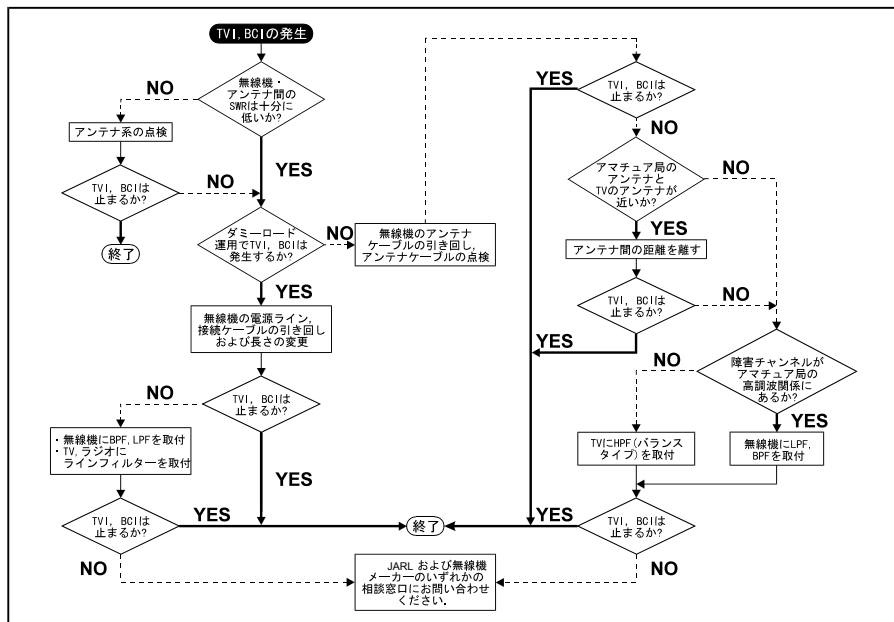 TVI, BCIの発生
無線機・
アンテナ間の
SWRは十分に
低いか?
NO
YES
アンテナ系の点検
TVI, BCIは
止まるか?
NO
終了
ダミーロード
運用でTVI, BCIは
発生するか?
NO
YES
無線機のアンテナ
ケーブルの引き回し,
アンテナケーブルの点検
無線機の電源ライン,
接続ケーブルの引き回し
および長さの変更
TVI, BCIは
止まるか?
NO
YES
・無線機にBPF, LPFを取付
・TV, ラジオに
ラインフィルターを取付
TVI, BCIは
止まるか?
YES
NO
終了
TVI, BCIは
止まるか?
YES
NO
アマチュア局の
アンテナと
TVのアンテナが
近いか?
NO
YES
アンテナ間の距離を離す
TVI, BCIは
止まるか?
NO
YES
障害チャンネルが
アマチュア局の
高調波関係に
あるか?
NO
YES
TVにHPF(バランス
タイプ)を取付
無線機にLPF,
BPFを取付
TVI, BCIは
止まるか?
YES
NO
JARL および無線機
メーカーのいずれかの
相談窓口にお問い合わせ
ください.